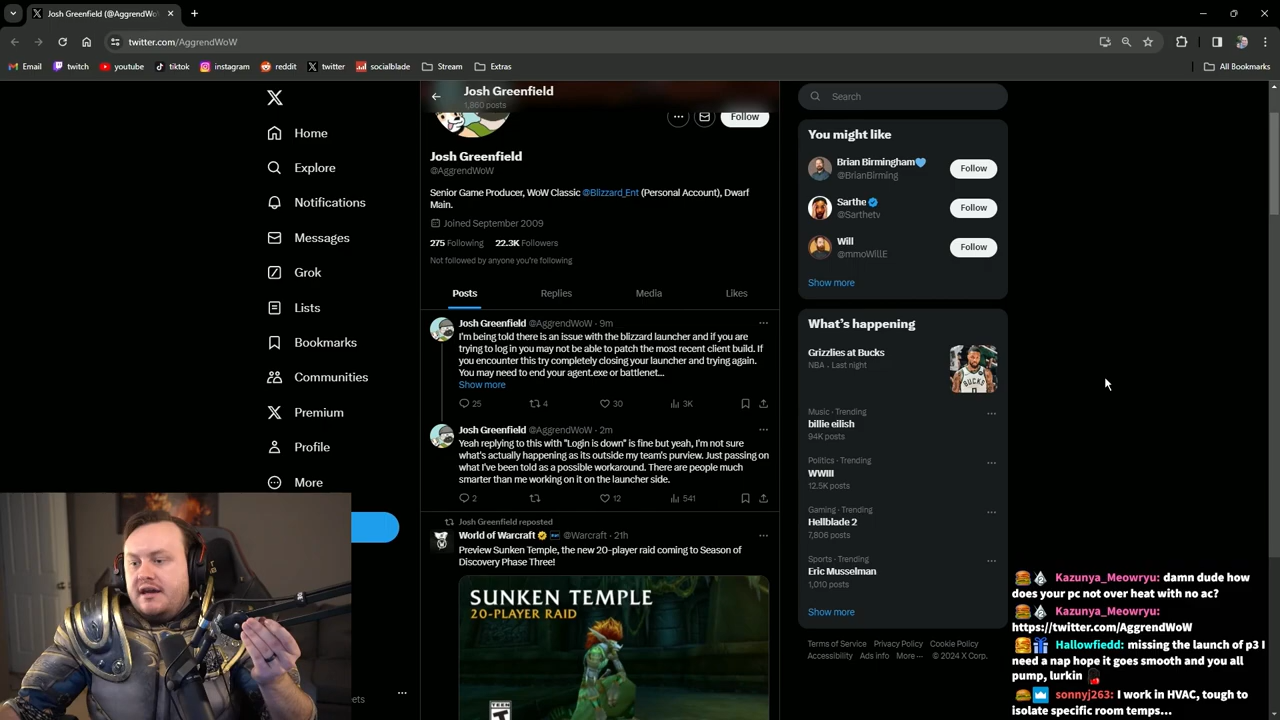 Josh Greenfield (@AggrendWo
twitter.com/AggrendWoW
Email
twitch
youtube
tiktok
instagram
reddit
twitter
socialblade
Stream
Extras
All Bookmarks
Home
Explore
Notifications
Messages
Grok
Lists
Bookmarks
Communities
Premium
Profile
More
Josh Greenfield
1,860 posts
Follow
Josh Greenfield
@AggrendWoW
Senior Game Producer, WoW Classic @Blizzard_Ent (Personal Account), Dwarf
Main.
Joined September 2009
275 Following 22.3K Followers
Not followed by anyone you're following
Posts Replies Media Likes
Josh Greenfield @AggrendWoW · 9m
I'm being told there is an issue with the blizzard launcher and if you are
trying to log in you may not be able to patch the most recent client build. If
you encounter this try completely closing your launcher and trying again.
You may need to end your agent.exe or battlenet...
Show more
25 4 30 3K
Josh Greenfield @AggrendWoW · 2m
Yeah replying to this with "Login is down" is fine but yeah, I'm not sure
what's actually happening as its outside my team's purview. Just passing on
what I've been told as a possible workaround. There are people much
smarter than me working on it on the launcher side.
2 12 541
Josh Greenfield reposted
World of Warcraft @Warcraft · 21h
Preview Sunken Temple, the new 20-player raid coming to Season of
Discovery Phase Three!
SUNKEN TEMPLE
20-PLAYER RAID
T
Search
You might like
Brian Birmingham
@BrianBirming
Follow
Sarthe
@Sarthetv
Follow
Will
@mmoWillE
Follow
Show more
What's happening
Grizzlies at Bucks
NBA · Last night
Music · Trending
billie eilish
94K posts
Politics · Trending
WWIII
12.5K posts
Gaming · Trending
Hellblade 2
7,806 posts
Sports · Trending
Eric Musselman
1,010 posts
Show more
Terms of Service Privacy Policy Cookie Policy
Accessibility Ads info More ··· © 2024 X Corp.
Kazunya_Meowryu: damn dude how
does your pc not over heat with no ac?
Kazunya_Meowryu:
https://twitter.com/AggrendWoW
Hallowfiedd: missing the launch of p3 I
need a nap hope it goes smooth and you all
pump, lurkin
sonnyj263: I work in HVAC, tough to
isolate specific room temps...